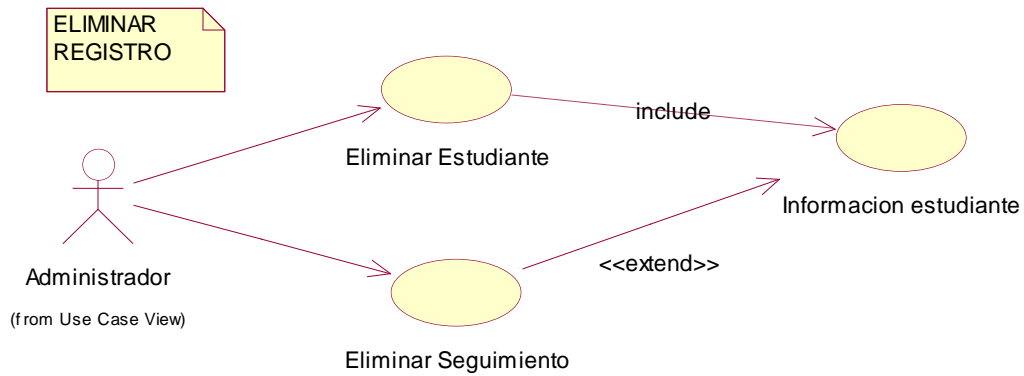 ELIMINAR
REGISTRO
include
Eliminar Estudiante
Informacion estudiante
<<extend>>
Administrador
(from Use Case View)
Eliminar Seguimiento